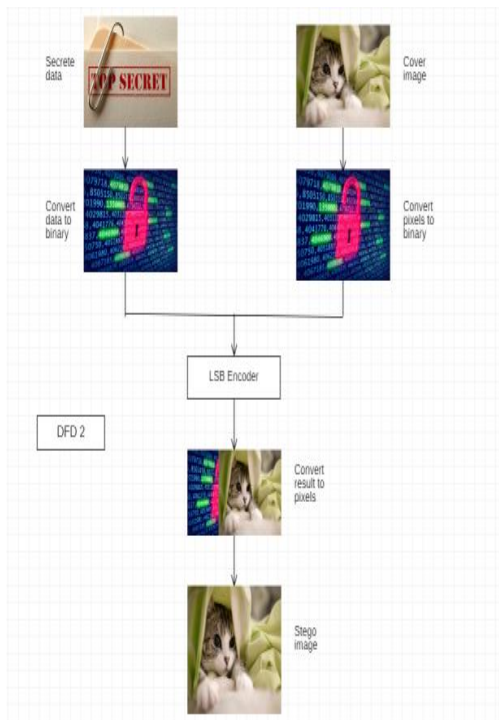 Secrete
data
TOP SECRET
Cover
image
Convert
data to
binary
Convert
pixels to
binary
LSB Encoder
DFD 2
Convert
result to
pixels
Stego
image